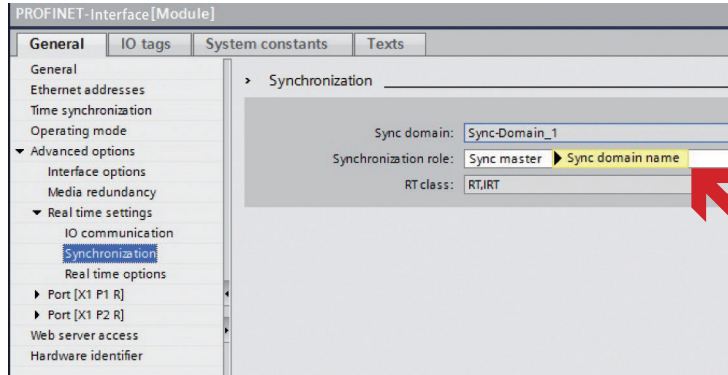 PROFINET-Interface [Module]
General IO tags System constants Texts
General
Ethernet addresses
Time synchronization
Operating mode
Advanced options
Interface options
Media redundancy
Real time settings
IO communication
Synchronization
Real time options
Port [X1 P1 R]
Port [X1 P2 R]
Web server access
Hardware identifier
Synchronization
Sync domain: Sync-Domain_1
Synchronization role: Sync master Sync domain name
RT class: RT,IRT